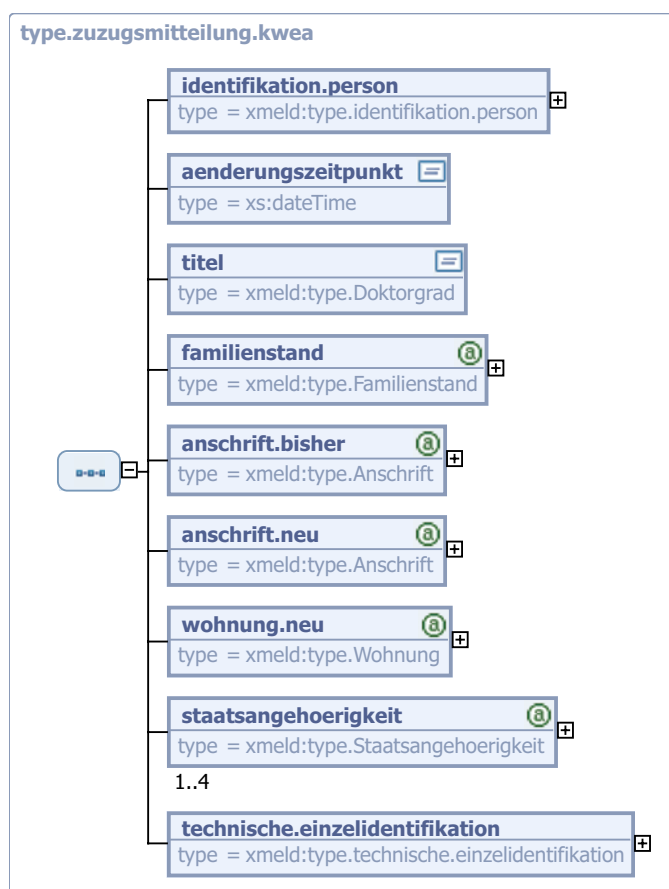 type.zuzugsmitteilung.kwea
identifikation.person
type = xmeld:type.identifikation.person
aenderungszeitpunkt
type = xs:dateTime
titel
type = xmeld:type.Doktorgrad
familienstand
type = xmeld:type.Familienstand
anschrift.bisher
type = xmeld:type.Anschrift
anschrift.neu
type = xmeld:type.Anschrift
wohnung.neu
type = xmeld:type.Wohnung
staatsangehoerigkeit
type = xmeld:type.Staatsangehoerigkeit
1..4
technische.einzelidentifikation
type = xmeld:type.technische.einzelidentifikation